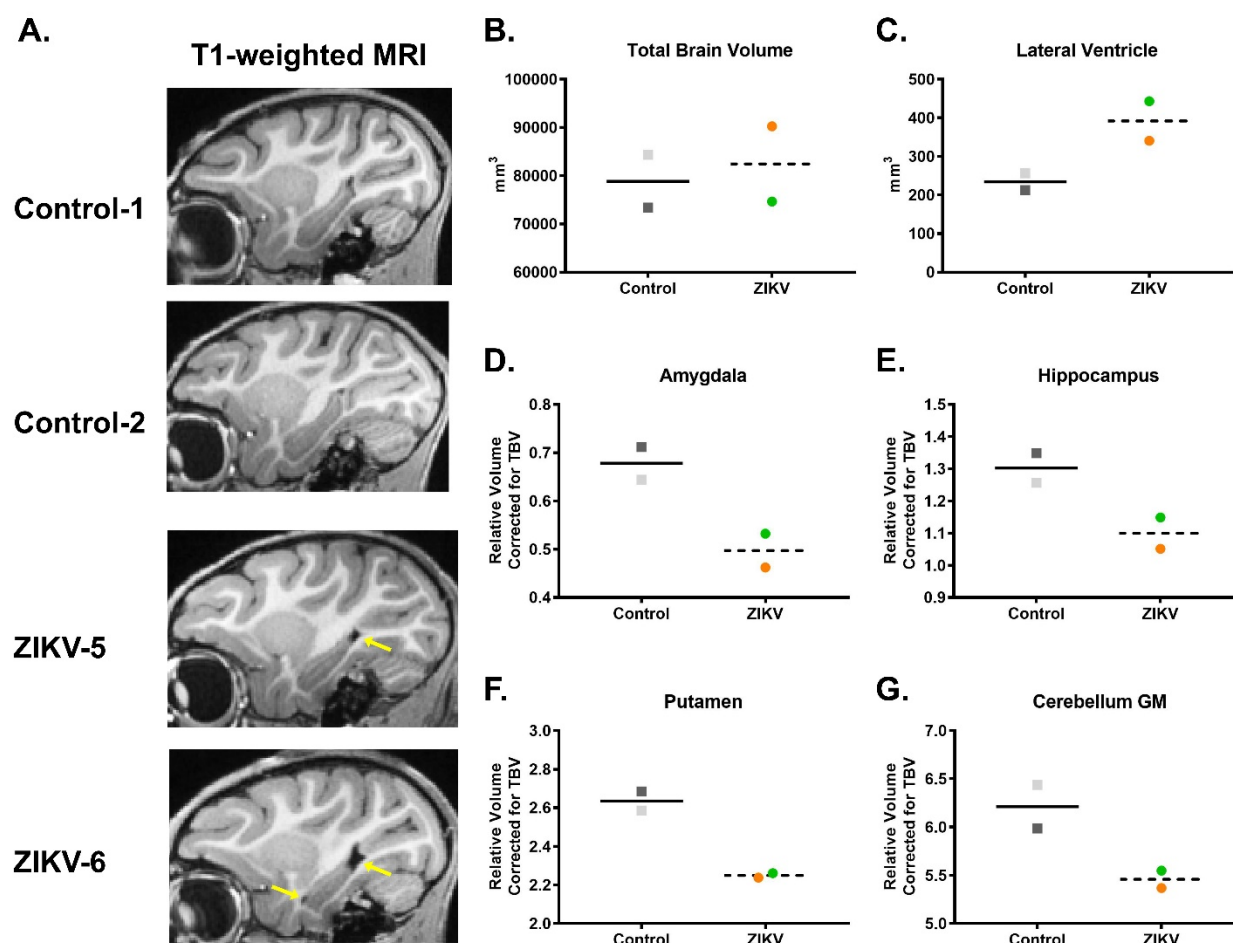 A.
T1-weighted MRI
Control-1
Control-2
ZIKV-5
ZIKV-6
B.
Total Brain Volume
mm³
100000
90000
80000
70000
60000
Control
ZIKV
C.
Lateral Ventricle
mm³
500
400
300
200
100
0
Control
ZIKV
D.
Amygdala
Relative Volume
Corrected for TBV
0.8
0.7
0.6
0.5
0.4
Control
ZIKV
E.
Hippocampus
Relative Volume
Corrected for TBV
1.5
1.4
1.3
1.2
1.1
1.0
0.9
Control
ZIKV
F.
Putamen
Relative Volume
Corrected for TBV
3.0
2.8
2.6
2.4
2.2
2.0
Control
ZIKV
G.
Cerebellum GM
Relative Volume
Corrected for TBV
7.0
6.5
6.0
5.5
5.0
Control
ZIKV